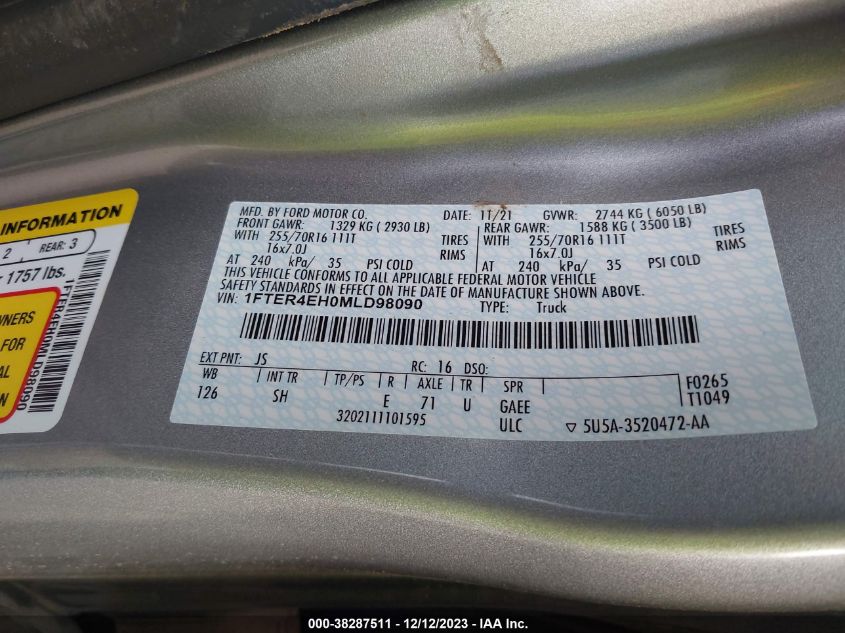 INFORMATION
2 REAR: 3
1757 lbs.
WNERS
FOR
AL
N
1FTER4EH0MLD98090
MFD. BY FORD MOTOR CO. DATE: 11/21 GVWR: 2744 KG ( 6050 LB)
FRONT GAWR: 1329 KG ( 2930 LB) REAR GAWR: 1588 KG ( 3500 LB)
WITH 255/70R16 111T TIRES WITH 255/70R16 111T TIRES
16x7.0J RIMS 16x7.0J RIMS
AT 240 kPa/ 35 PSI COLD AT 240 kPa/ 35 PSI COLD
THIS VEHICLE CONFORMS TO ALL APPLICABLE FEDERAL MOTOR VEHICLE
SAFETY STANDARDS IN EFFECT ON THE DATE OF MANUFACTURE SHOWN ABOVE.
VIN: 1FTER4EH0MLD98090 TYPE: Truck
EXT PNT: JS RC: 16 DSO:
WB INT TR TP/PS R AXLE TR SPR F0265
126 SH E 71 U GAEE T1049
3202111101595 ULC ▽ 5U5A-3520472-AA
000-38287511 - 12/12/2023 - IAA Inc.